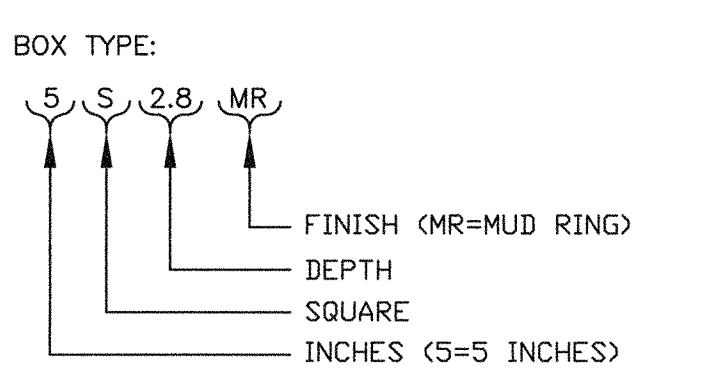 BOX TYPE:
5 S 2.8 MR
FINISH (MR=MUD RING)
DEPTH
SQUARE
INCHES (5=5 INCHES)